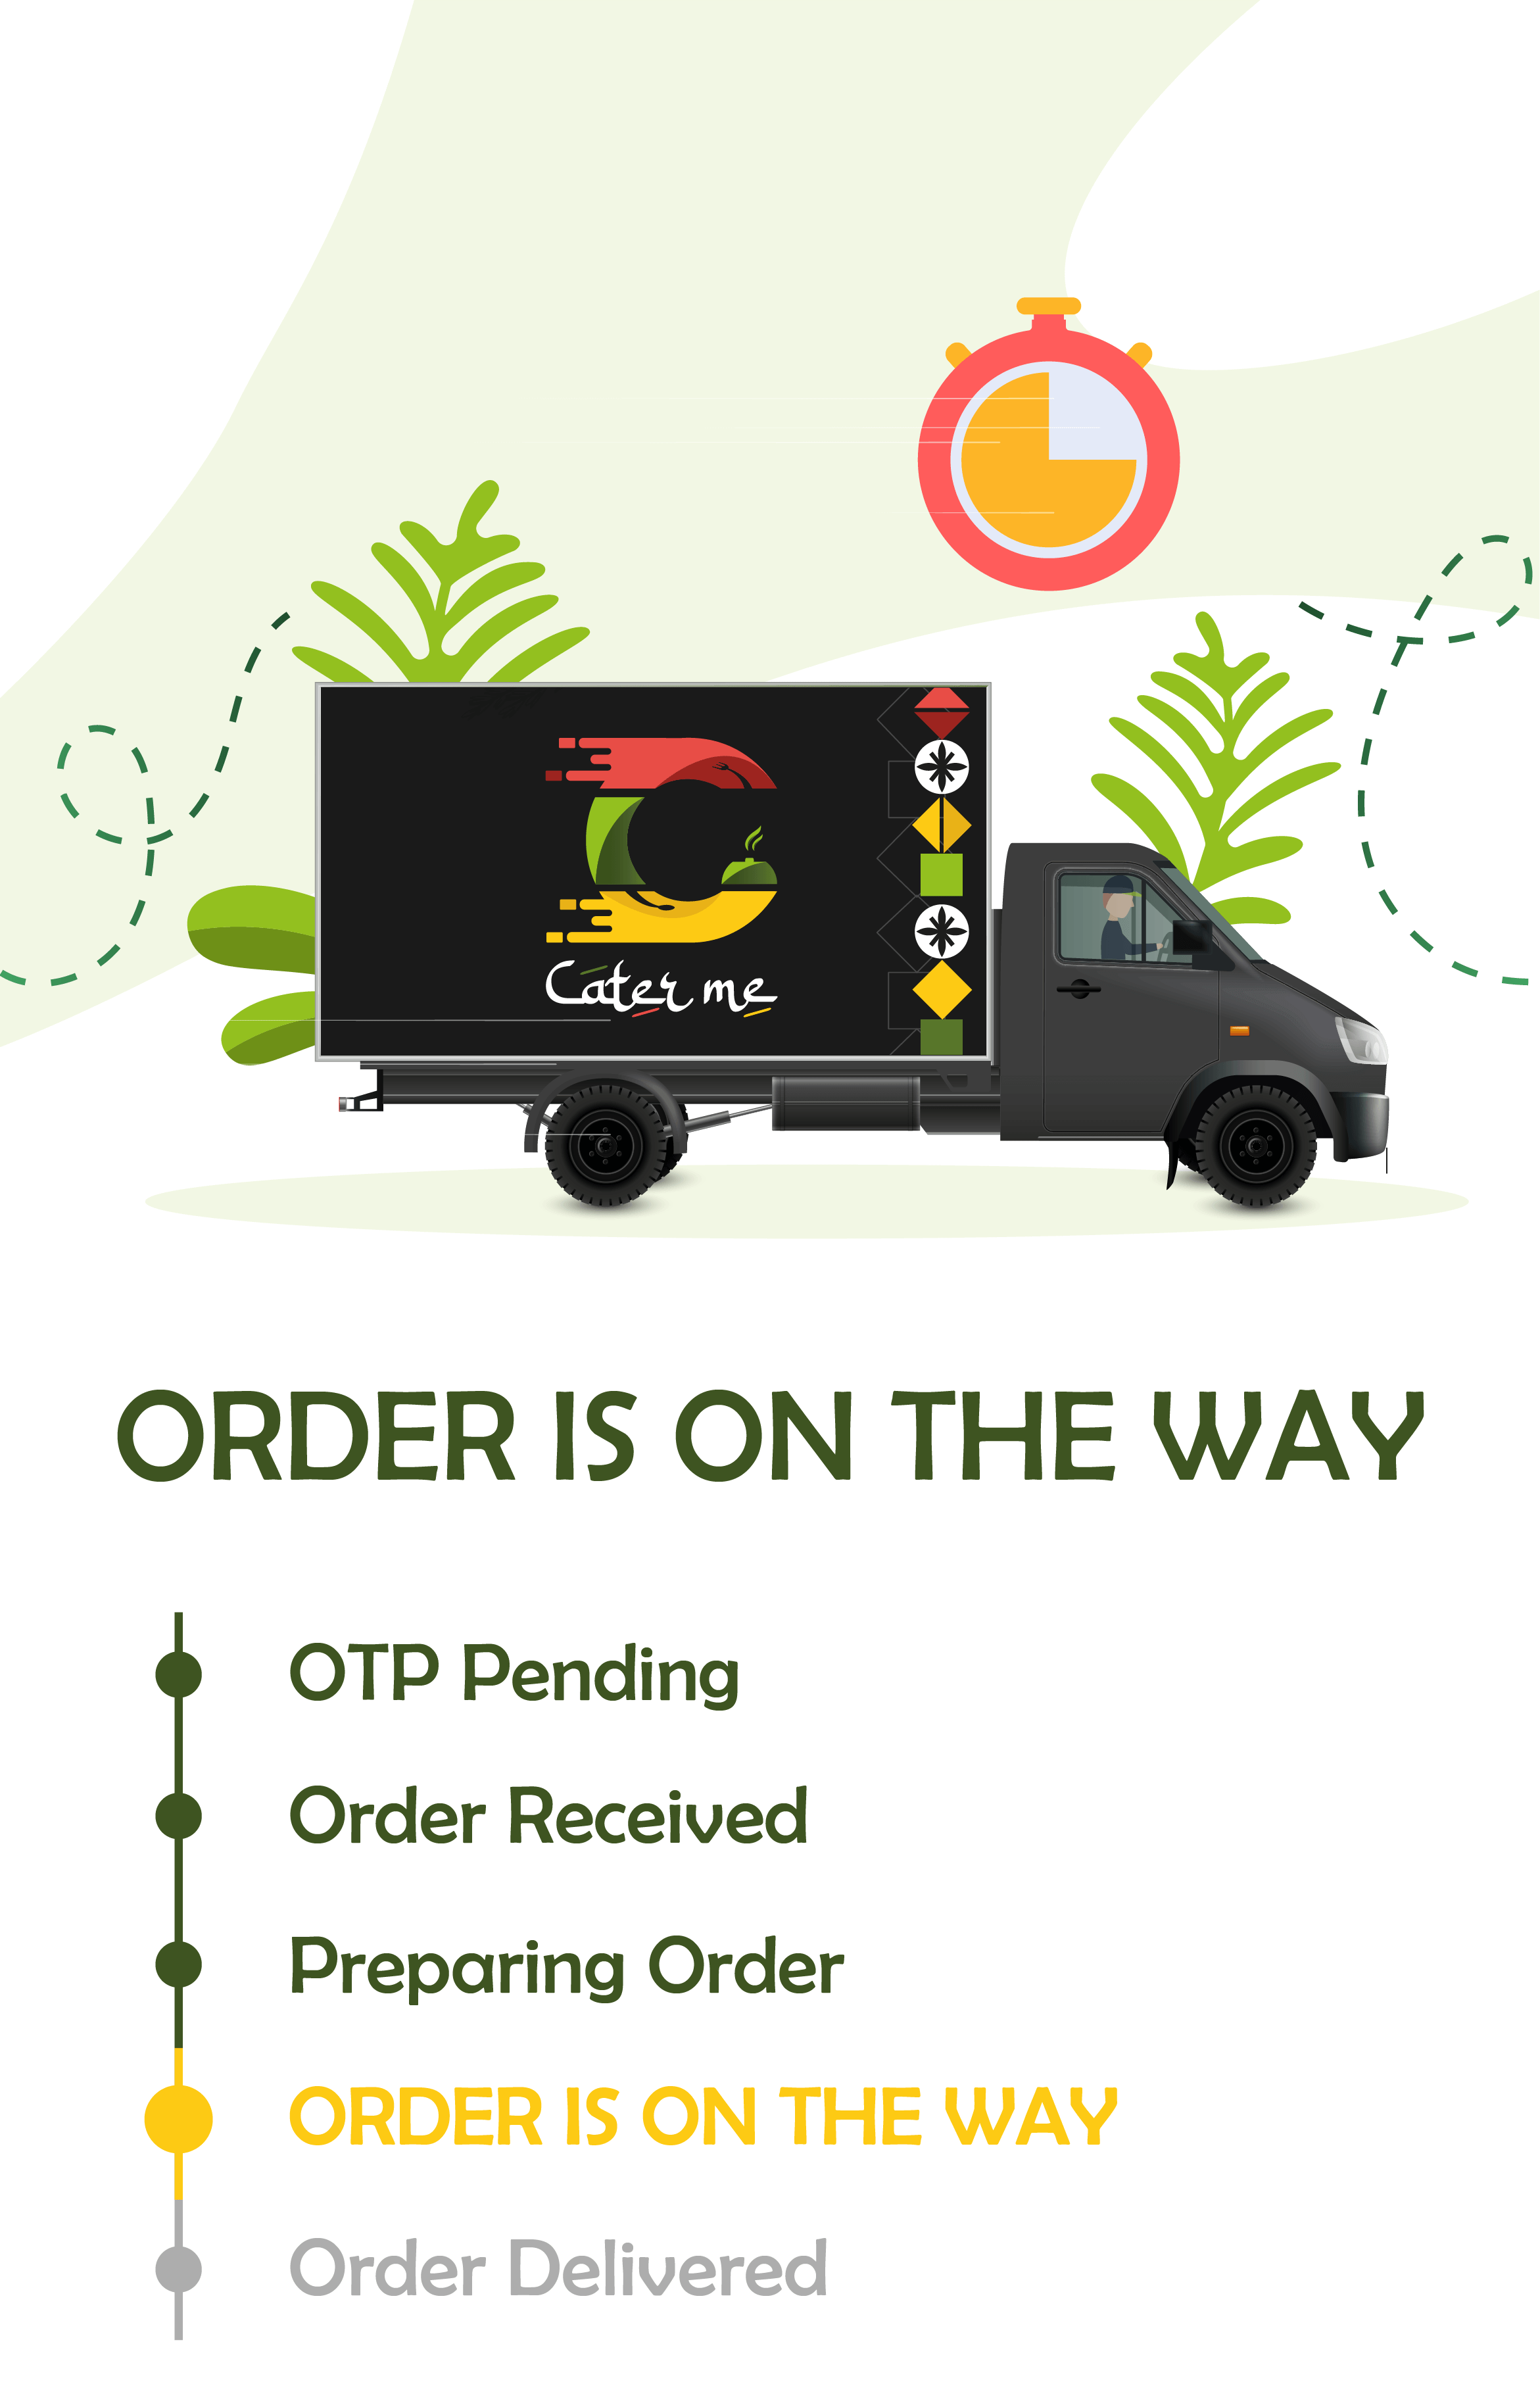 Cater me
ORDER IS ON THE WAY
OTP Pending
Order Received
Preparing Order
ORDER IS ON THE WAY
Order Delivered